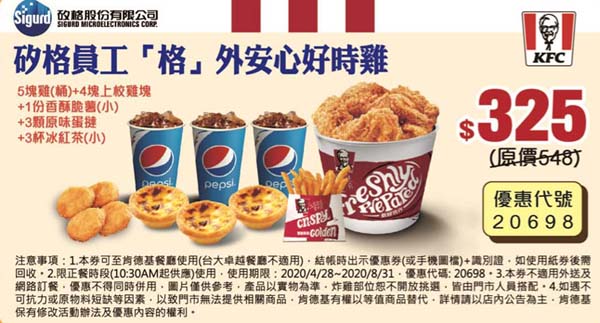 Sigurd 矽格股份有限公司
SIGURD MICROELECTRONICS CORP.
KFC
矽格員工「格」外安心好時雞
5塊雞(桶)+4塊上校雞塊
+1份香酥脆薯(小)
+3顆原味蛋撻
+3杯冰紅茶(小)
pepsi
pepsi
pepsi
KFC
freshly
prepared
crispy
golden
$325
(原價548)
優惠代號
20698
注意事項：1.本券可至肯德基餐廳使用(台大卓越餐廳不適用)，結帳時出示優惠券(或手機圖檔)+識別證，如使用紙券後需
回收。2.限正餐時段(10:30AM起供應)使用，使用期限：2020/4/28~2020/8/31，優惠代碼: 20698。3.本券不適用外送及
網路訂餐，優惠不得同時併用，圖片僅供參考，產品以實物為準，炸雞部位恕不開放挑選，皆由門市人員搭配。4.如遇不
可抗力或原物料短缺等因素，以致門市無法提供相關商品，肯德基有權以等值商品替代，詳情請以店內公告為主，肯德基保
有修改活動辦法及優惠內容的權利。